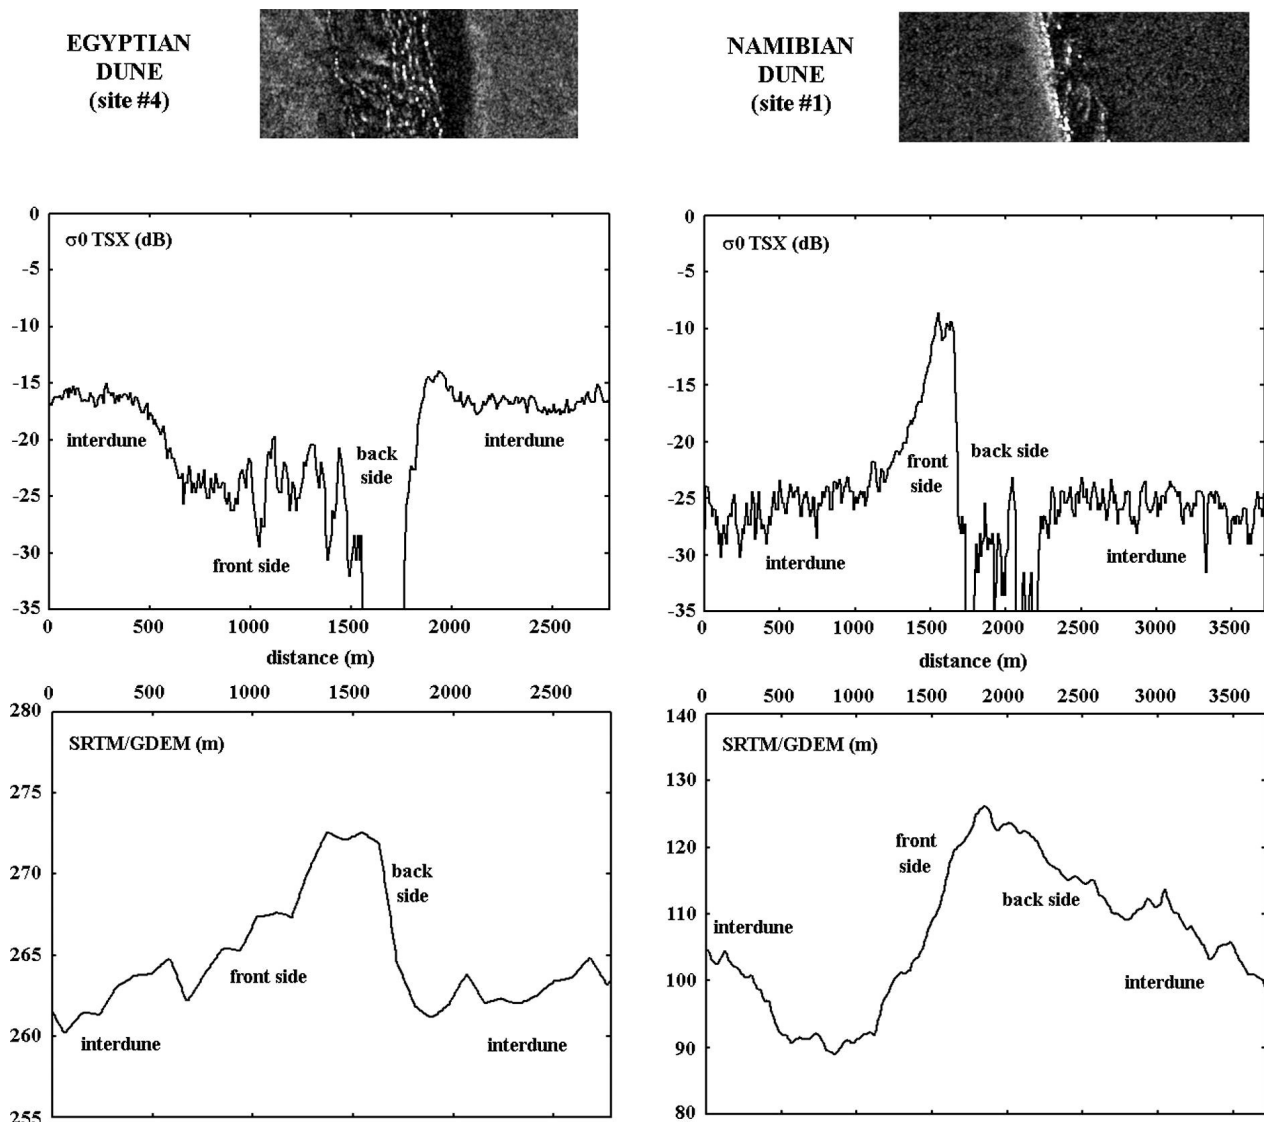 EGYPTIAN
DUNE
(site #4)
NAMIBIAN
DUNE
(site #1)
0
-5
-10
-15
-20
-25
-30
-35
σ0 TSX (dB)
interdune
front side
back
side
interdune
0
500
1000
1500
2000
2500
distance (m)
0
-5
-10
-15
-20
-25
-30
-35
σ0 TSX (dB)
interdune
front
side
back side
interdune
0
500
1000
1500
2000
2500
3000
3500
distance (m)
0
500
1000
1500
2000
2500
280
275
270
265
260
255
SRTM/GDEM (m)
interdune
front side
back
side
interdune
0
500
1000
1500
2000
2500
3000
3500
140
130
120
110
100
90
80
SRTM/GDEM (m)
interdune
front
side
back side
interdune